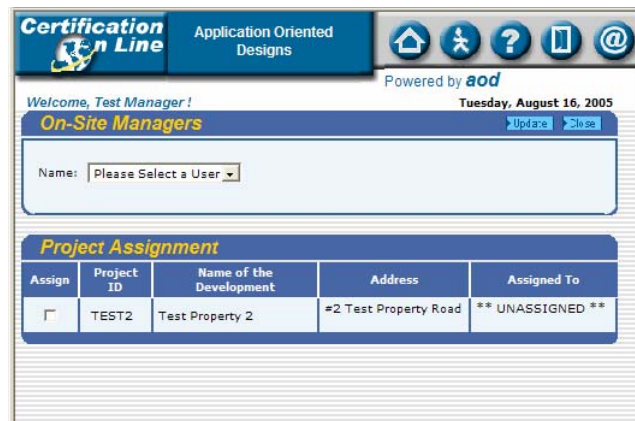 Certification
On Line
Application Oriented
Designs
?
@
Powered by aod
Welcome, Test Manager !
Tuesday, August 16, 2005
On-Site Managers
Update Close
Name: Please Select a User
Project Assignment
Assign Project ID Name of the Development Address Assigned To
TEST2 Test Property 2 #2 Test Property Road ** UNASSIGNED **